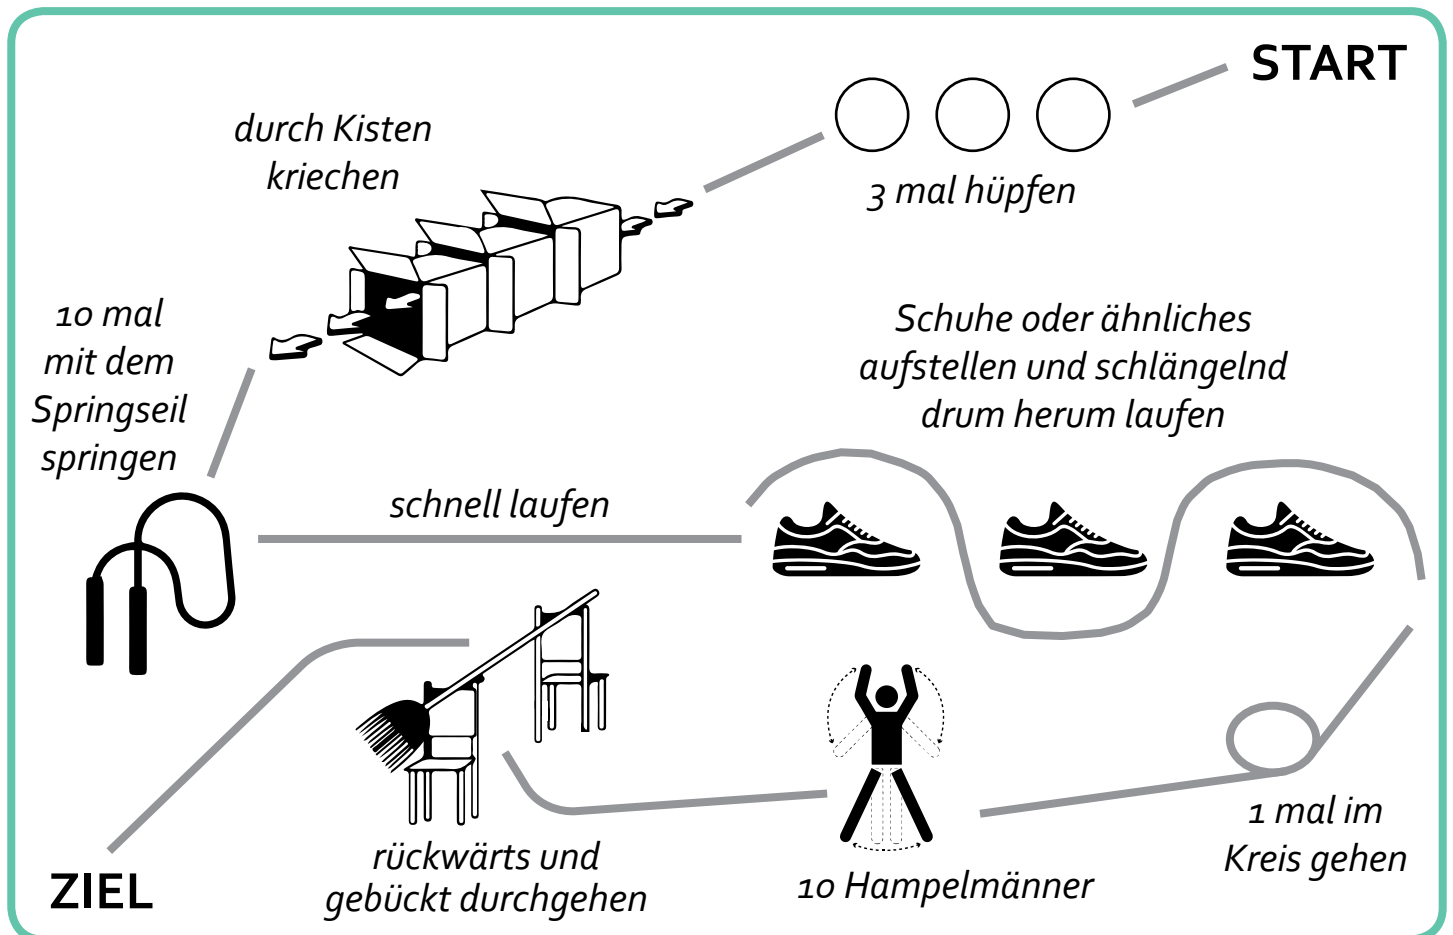 START
3 mal hüpfen
durch Kisten
kriechen
10 mal
mit dem
Springseil
springen
schnell laufen
Schuhe oder ähnliches
aufstellen und schlängelnd
drum herum laufen
1 mal im
Kreis gehen
10 Hampelmänner
rückwärts und
gebückt durchgehen
ZIEL